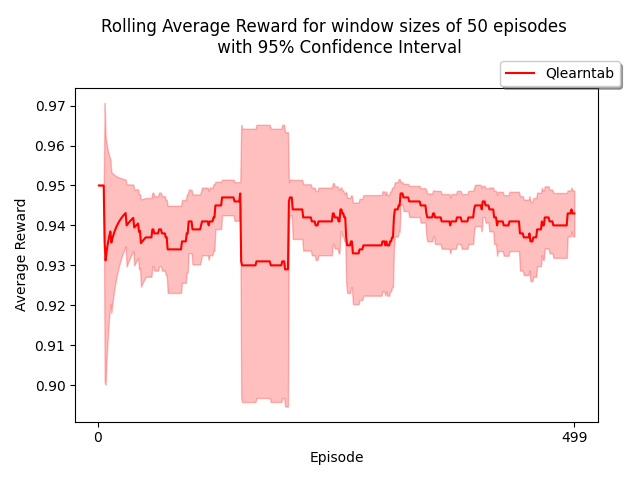 Rolling Average Reward for window sizes of 50 episodes
with 95% Confidence Interval
Qlearntab
0.97
0.96
0.95
0.94
0.93
0.92
0.91
0.90
Average Reward
0
499
Episode